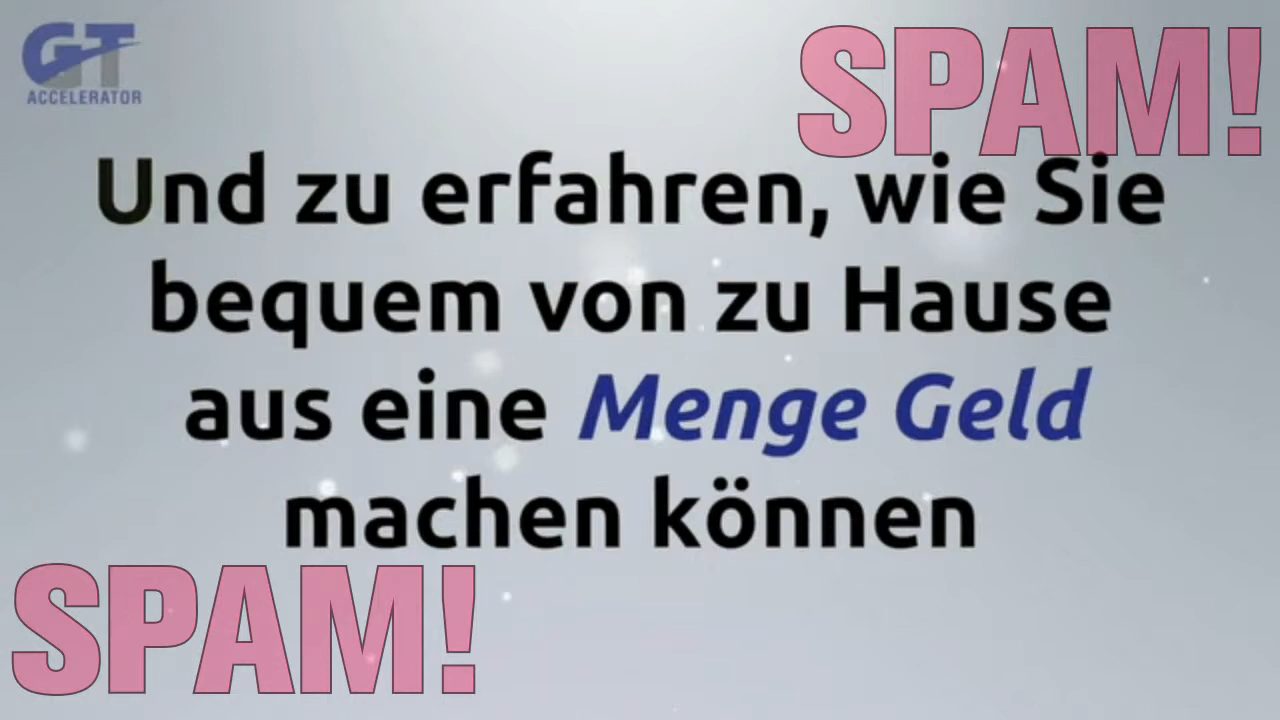 GT
ACCELERATOR
SPAM!
Und zu erfahren, wie Sie
bequem von zu Hause
aus eine Menge Geld
machen können
SPAM!